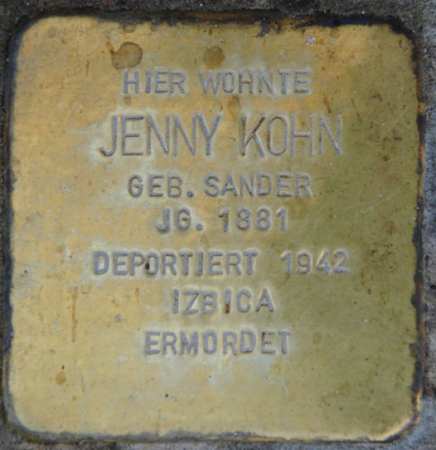 HIER WOHNTE
JENNY KOHN
GEB. SANDER
JG. 1881
DEPORTIERT 1942
IZBICA
ERMORDET